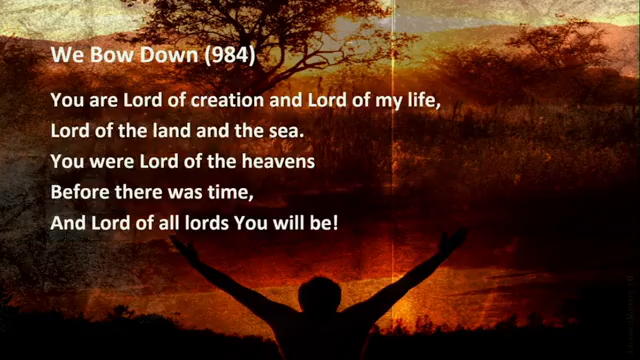 We Bow Down (984)
You are Lord of creation and Lord of my life,
Lord of the land and the sea.
You were Lord of the heavens
Before there was time,
And Lord of all lords You will be!